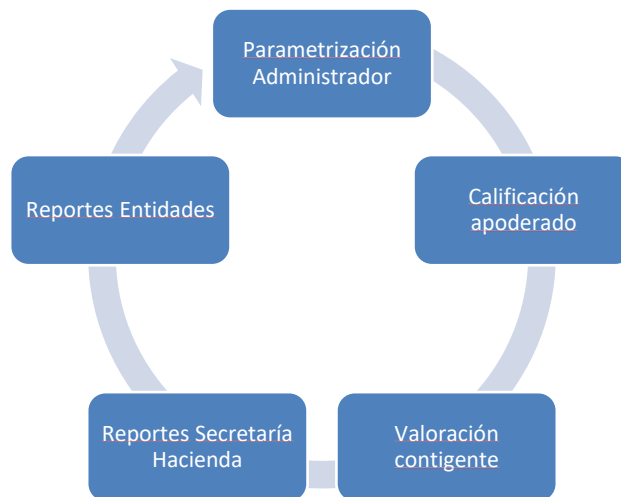 Parametrización
Administrador
Calificación
apoderado
Valoración
contigente
Reportes Secretaría
Hacienda
Reportes Entidades